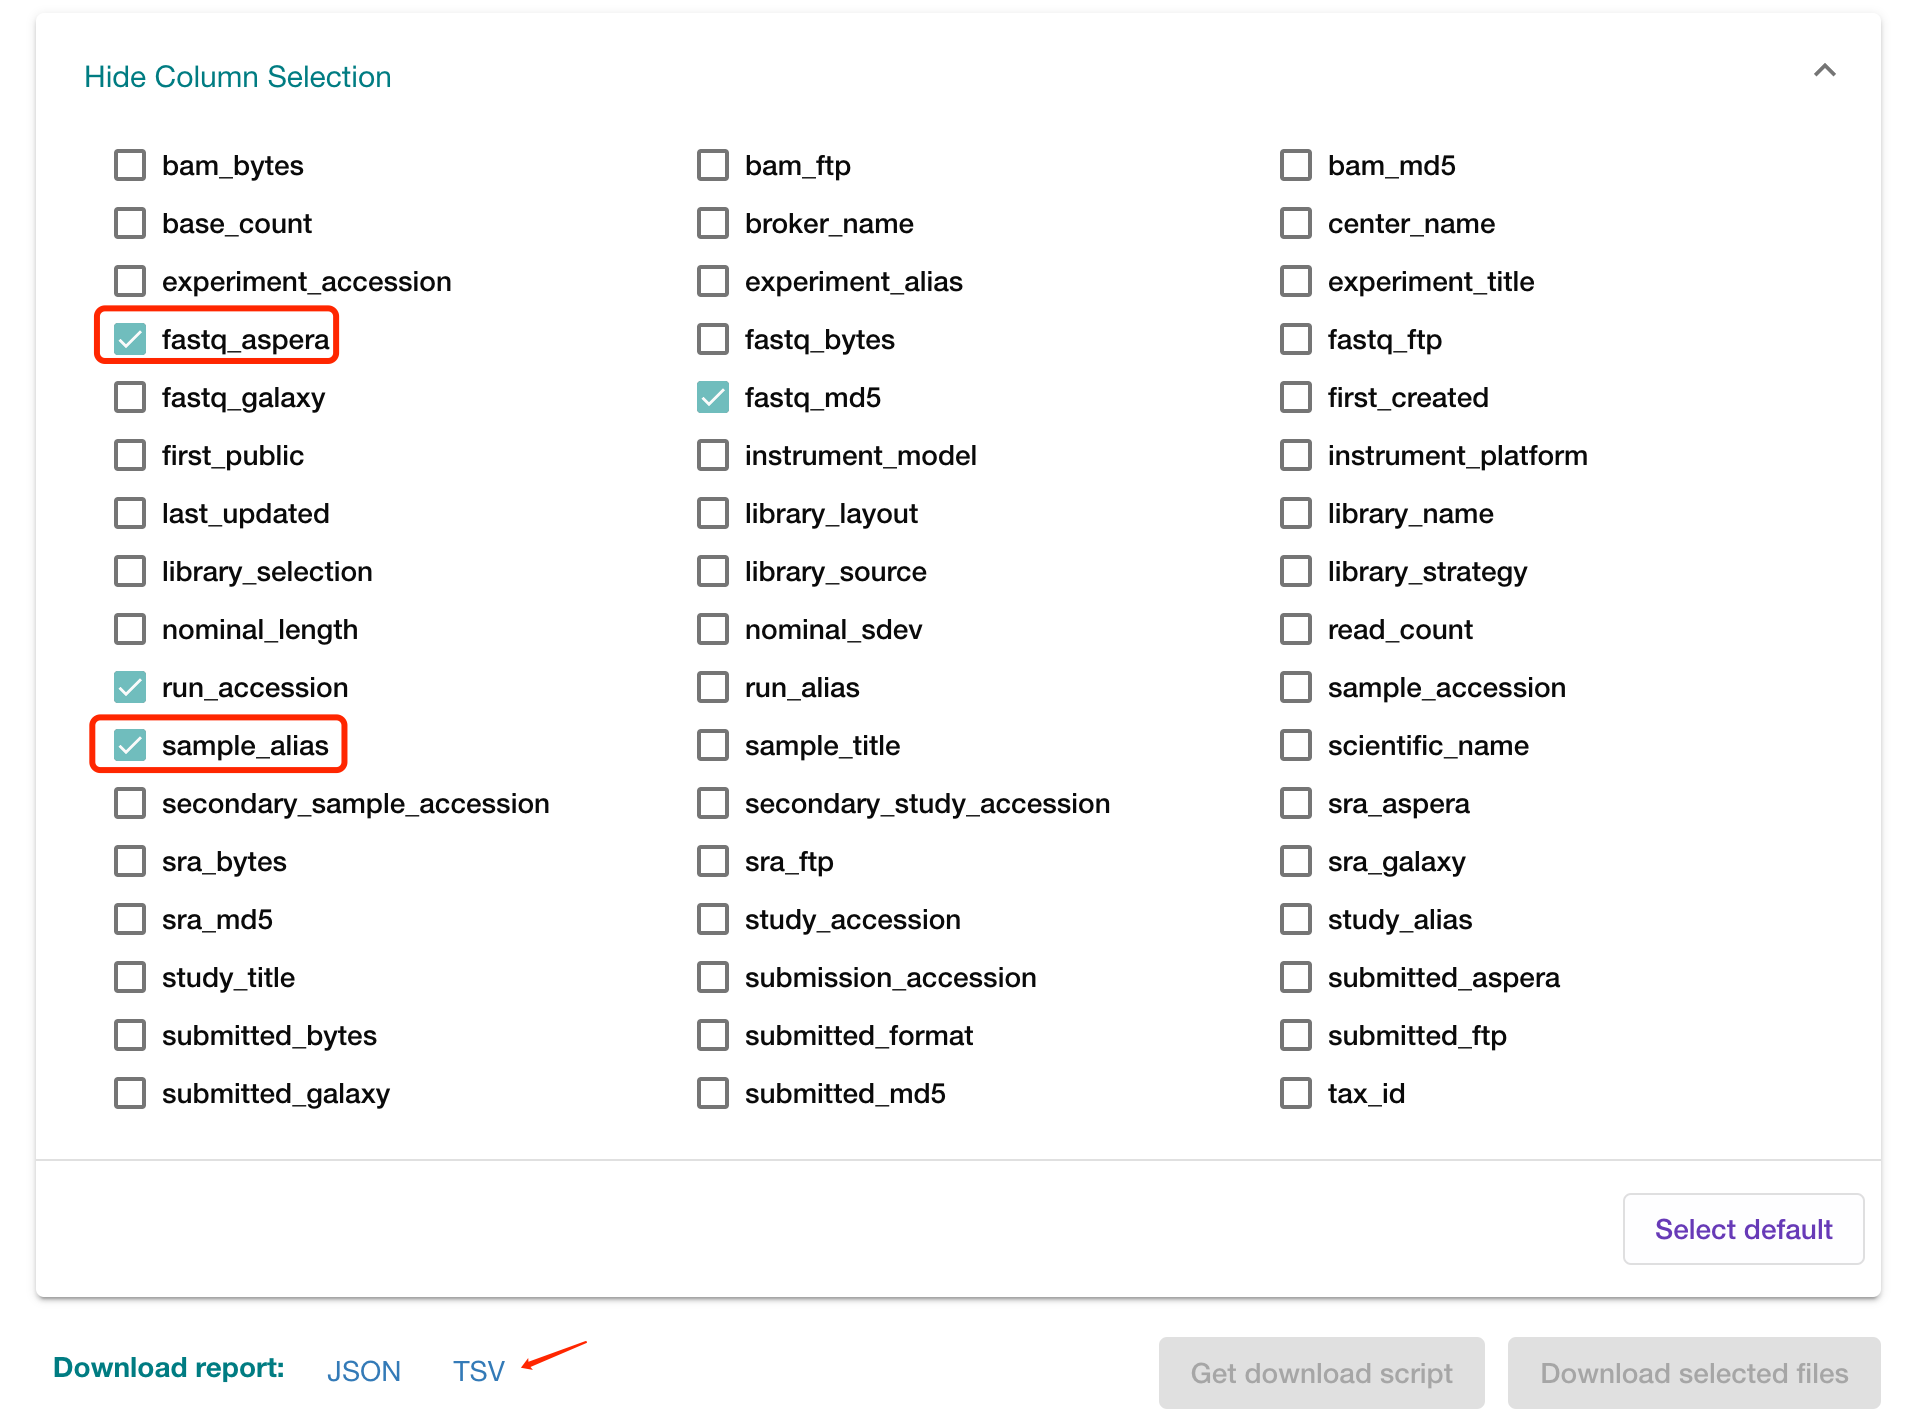 Hide Column Selection
bam_bytes bam_ftp bam_md5
base_count broker_name center_name
experiment_accession experiment_alias experiment_title
fastq_aspera fastq_bytes fastq_ftp
fastq_galaxy fastq_md5 first_created
first_public instrument_model instrument_platform
last_updated library_layout library_name
library_selection library_source library_strategy
nominal_length nominal_sdev read_count
run_accession run_alias sample_accession
sample_alias sample_title scientific_name
secondary_sample_accession secondary_study_accession sra_aspera
sra_bytes sra_ftp sra_galaxy
sra_md5 study_accession study_alias
study_title submission_accession submitted_aspera
submitted_bytes submitted_format submitted_ftp
submitted_galaxy submitted_md5 tax_id
Select default
Download report: JSON TSV Get download script Download selected files